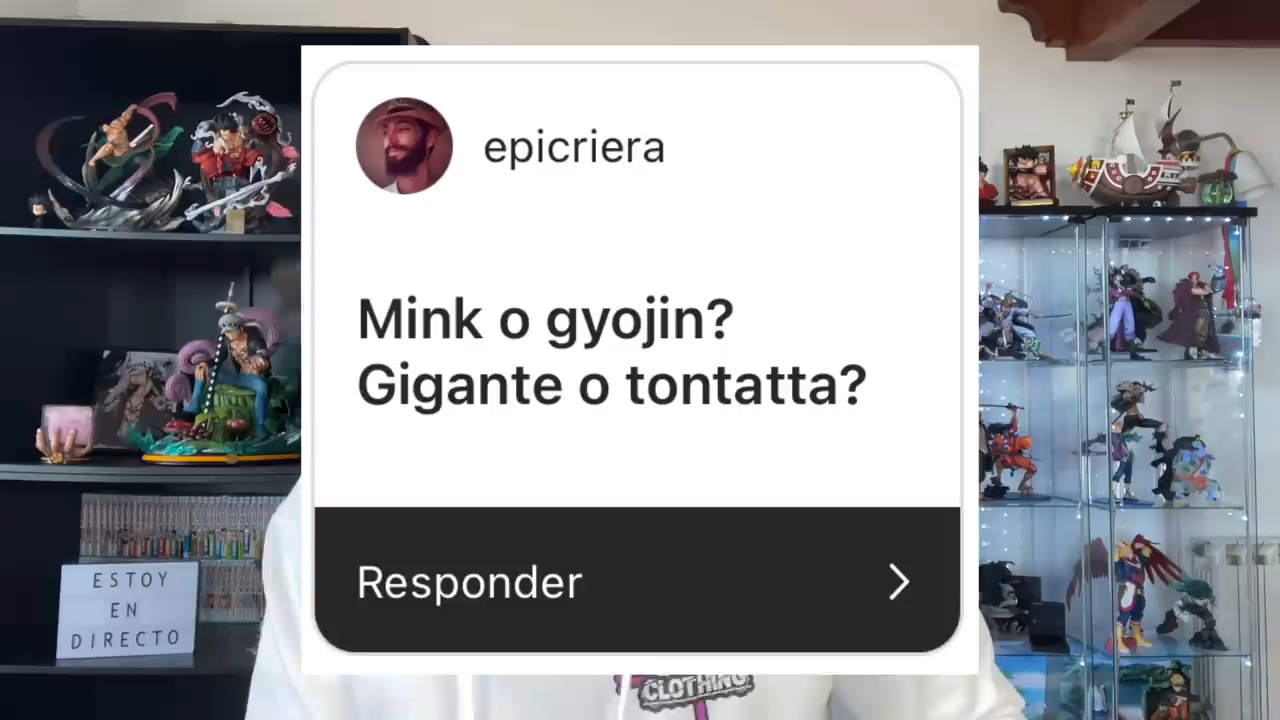 epicriera
Mink o gyojin?
Gigante o tontatta?
Responder
ESTOY
EN
DIRECTO
CLOTHING